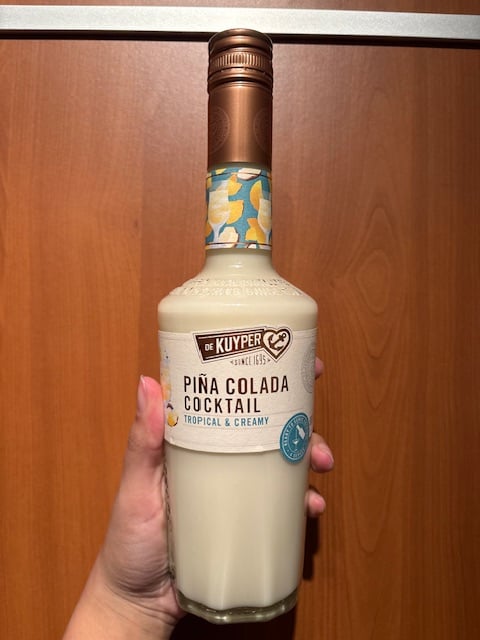 DE KUYPER
SINCE 1695
PIÑA COLADA
COCKTAIL
TROPICAL & CREAMY